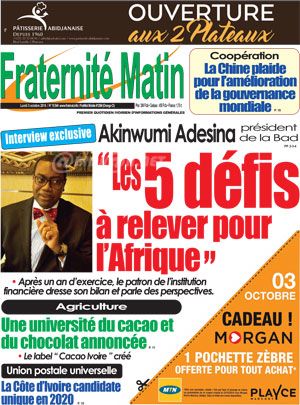 PÂTISSERIE ABIDJANAISE
DEPUIS 1960
OUVERTURE
aux 2 Plateaux
Fraternité Matin
Coopération
La Chine plaide
pour l'amélioration
de la gouvernance
mondiale
PREMIER QUOTIDIEN IVOIRIEN D'INFORMATIONS GÉNÉRALES
Interview exclusive
Akinwumi Adesina président
de la Bad
"Les 5 défis
à relever pour
l'Afrique"
• Après un an d'exercice, le patron de l'institution
financière dresse son bilan et parle des perspectives.
Agriculture
Une université du cacao et
du chocolat annoncée
• Le label "Cacao Ivoire" créé
Union postale universelle
La Côte d'Ivoire candidate
unique en 2020
03
OCTOBRE
CADEAU !
MORGAN
1 POCHETTE ZÈBRE
OFFERTE POUR TOUT ACHAT*
MTN
PLAYCE